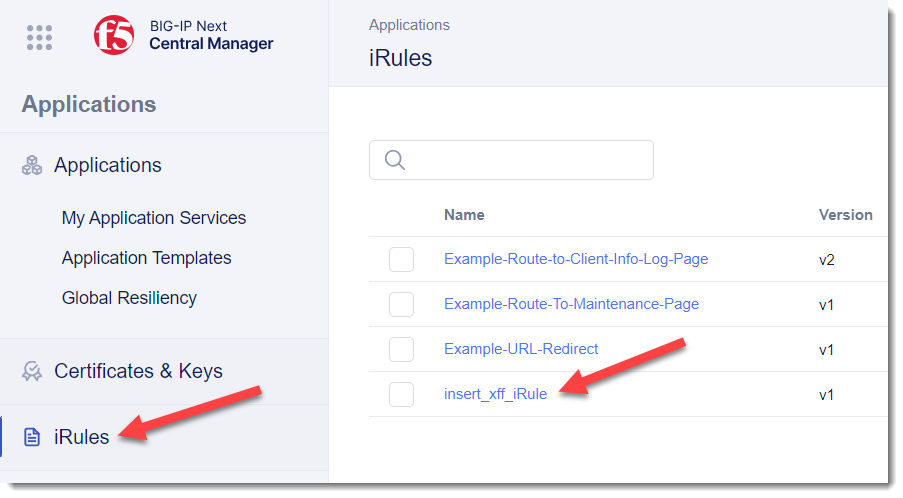 f5
BIG-IP Next
Central Manager
Applications
Applications
My Application Services
Application Templates
Global Resiliency
Certificates & Keys
iRules
Applications
iRules
Name Version
Example-Route-to-Client-Info-Log-Page v2
Example-Route-To-Maintenance-Page v1
Example-URL-Redirect v1
insert_xff_iRule v1